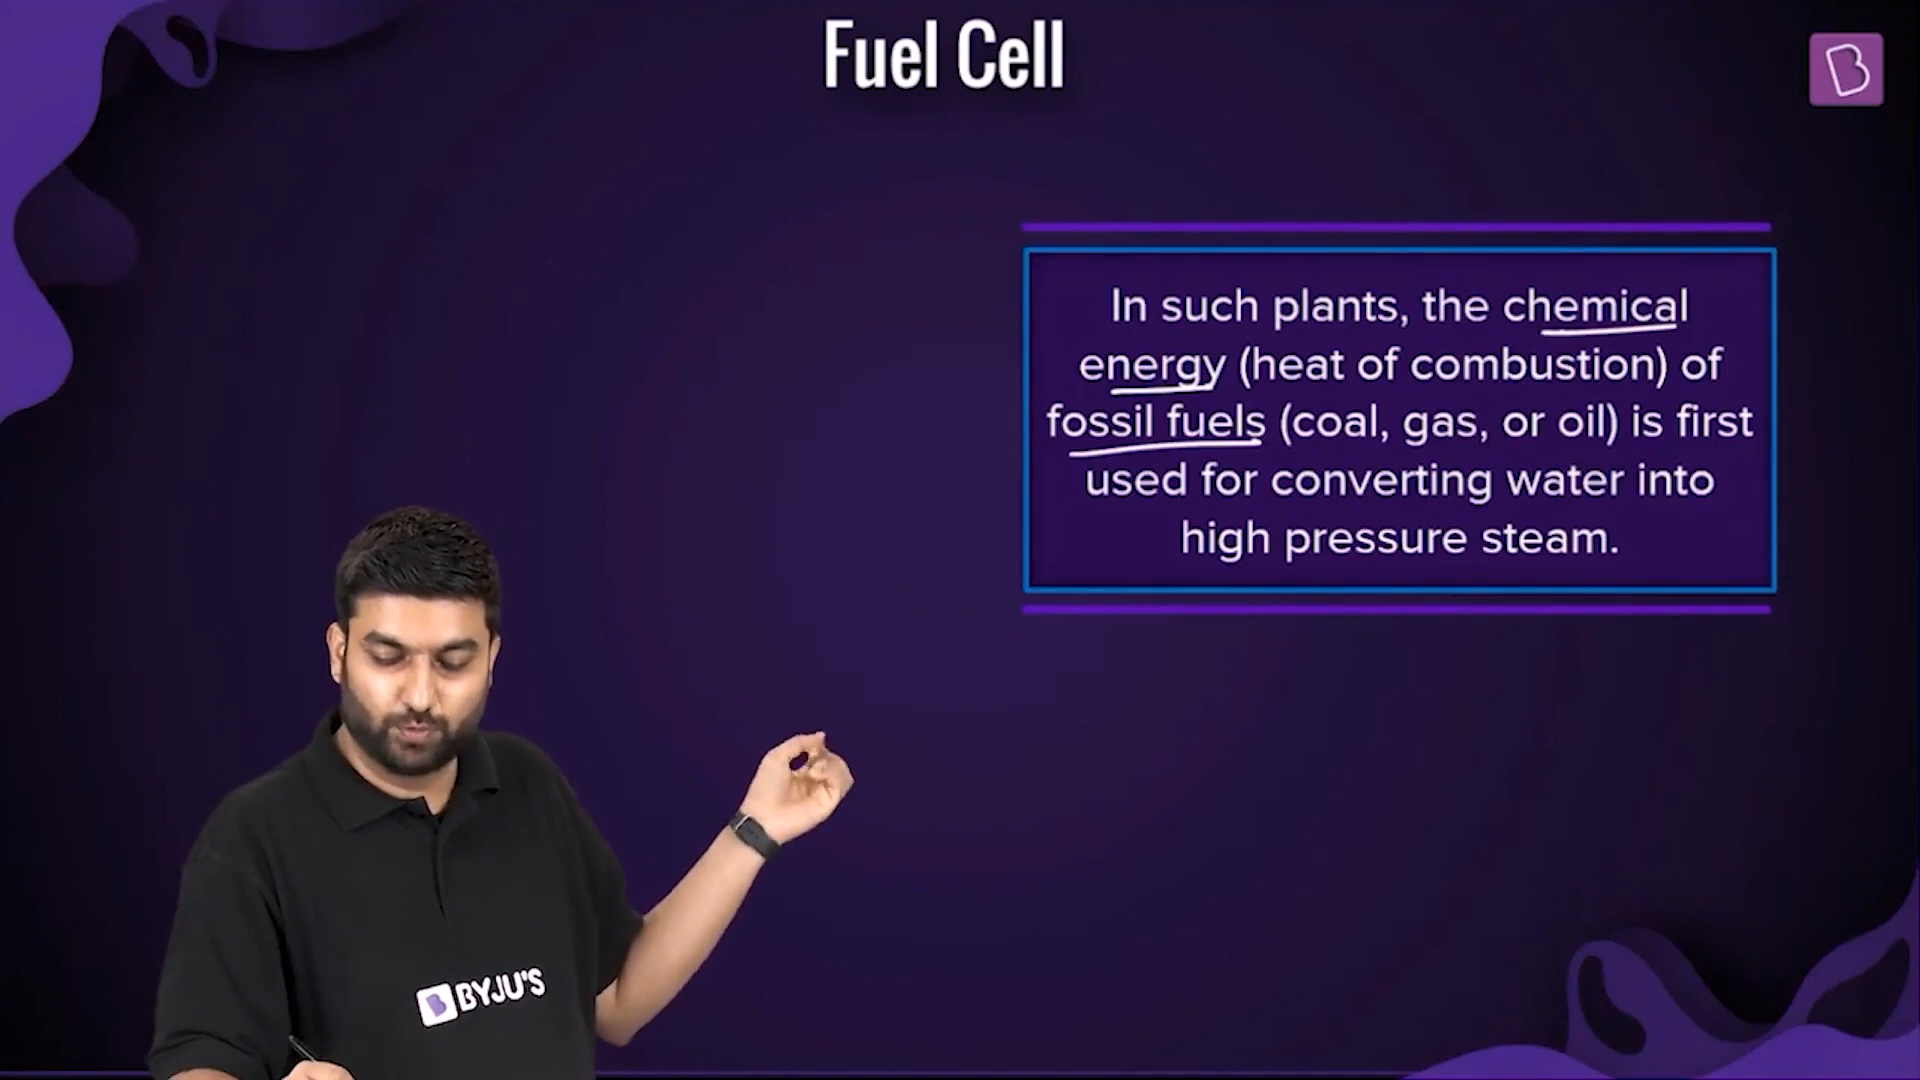 Fuel Cell
B
In such plants, the chemical
energy (heat of combustion) of
fossil fuels (coal, gas, or oil) is first
used for converting water into
high pressure steam.
B BYJU'S